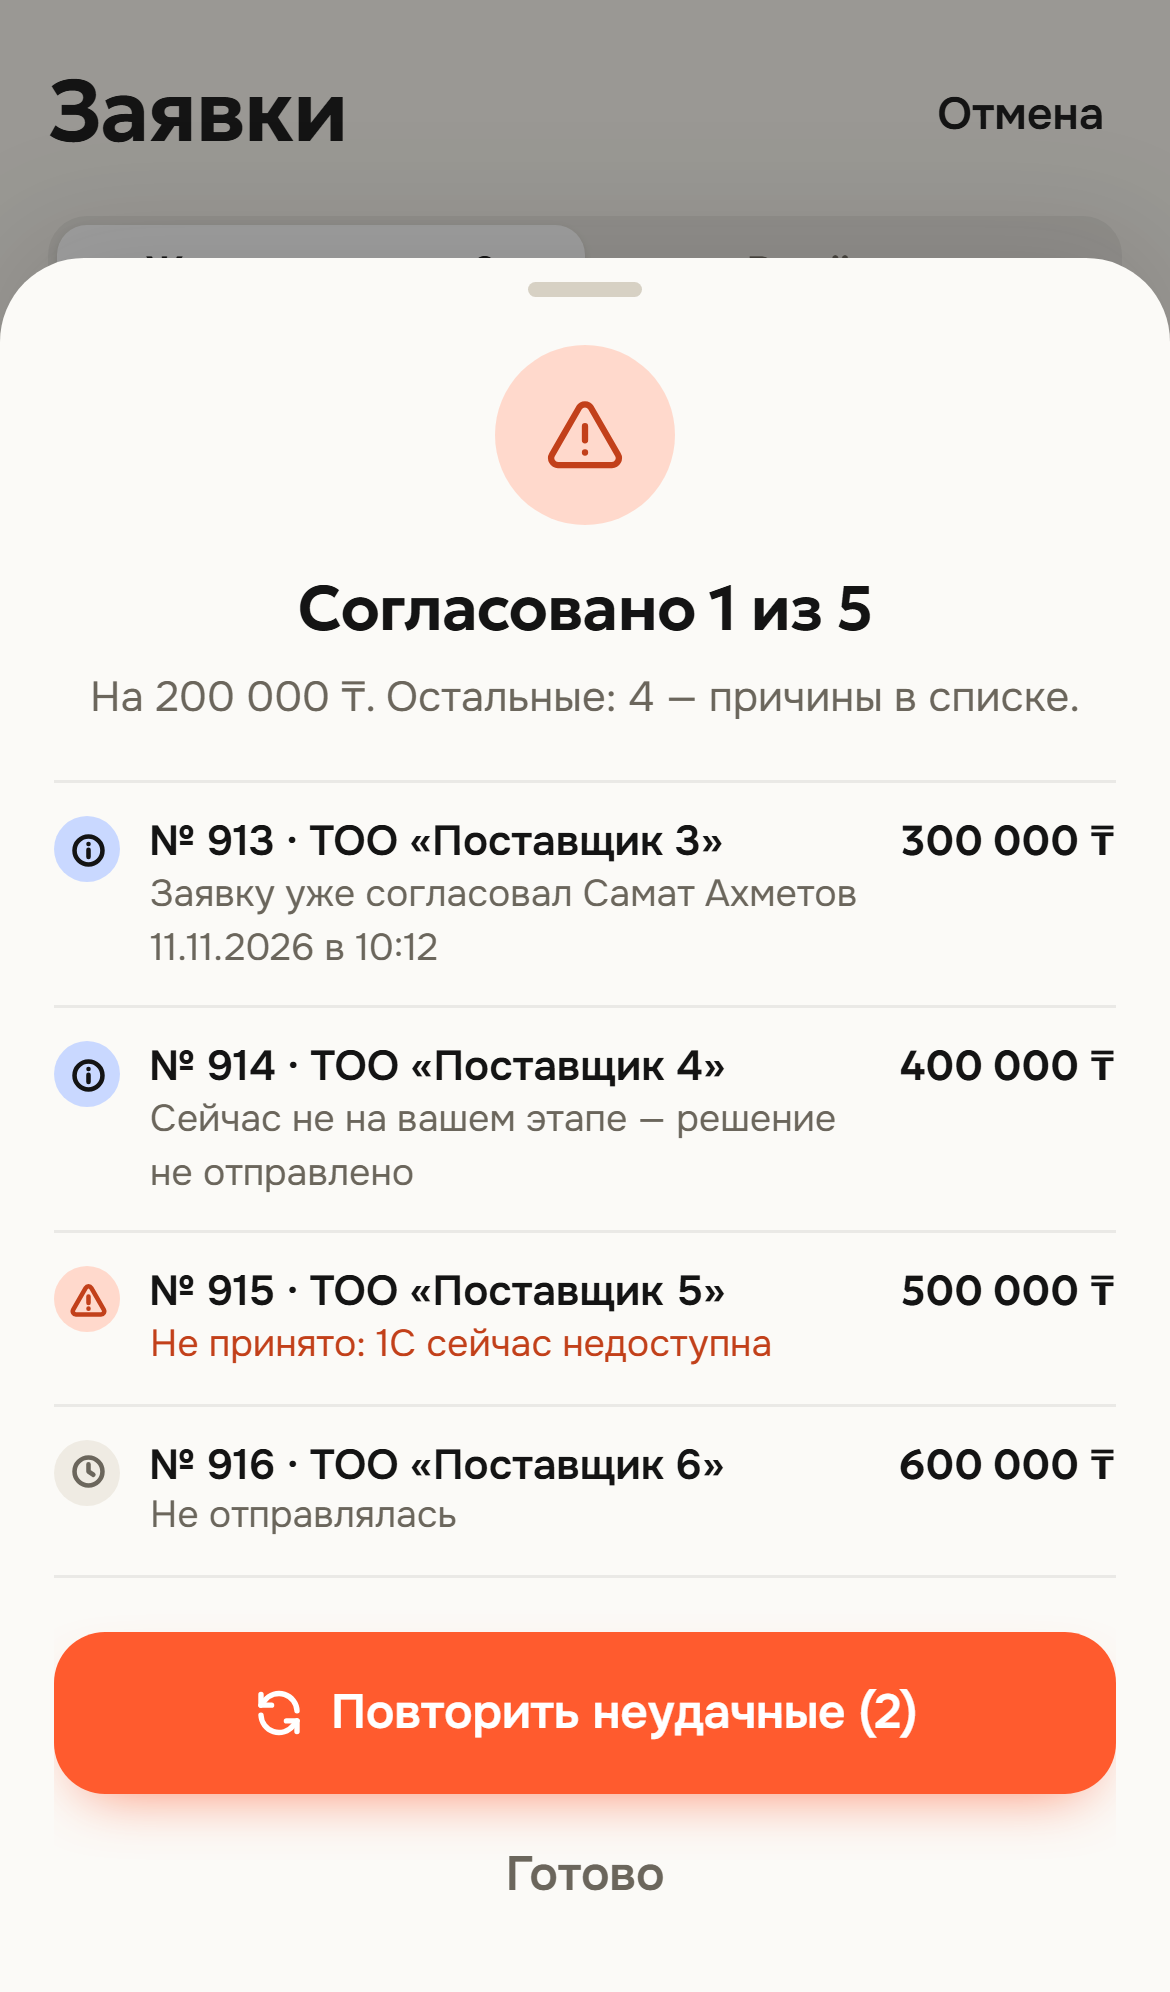 Заявки
Отмена
Согласовано 1 из 5
На 200 000 ₸. Остальные: 4 — причины в списке.
№ 913 · ТОО «Поставщик 3» 300 000 ₸
Заявку уже согласовал Самат Ахметов
11.11.2026 в 10:12
№ 914 · ТОО «Поставщик 4» 400 000 ₸
Сейчас не на вашем этапе — решение
не отправлено
№ 915 · ТОО «Поставщик 5» 500 000 ₸
Не принято: 1С сейчас недоступна
№ 916 · ТОО «Поставщик 6» 600 000 ₸
Не отправлялась
Повторить неудачные (2)
Готово